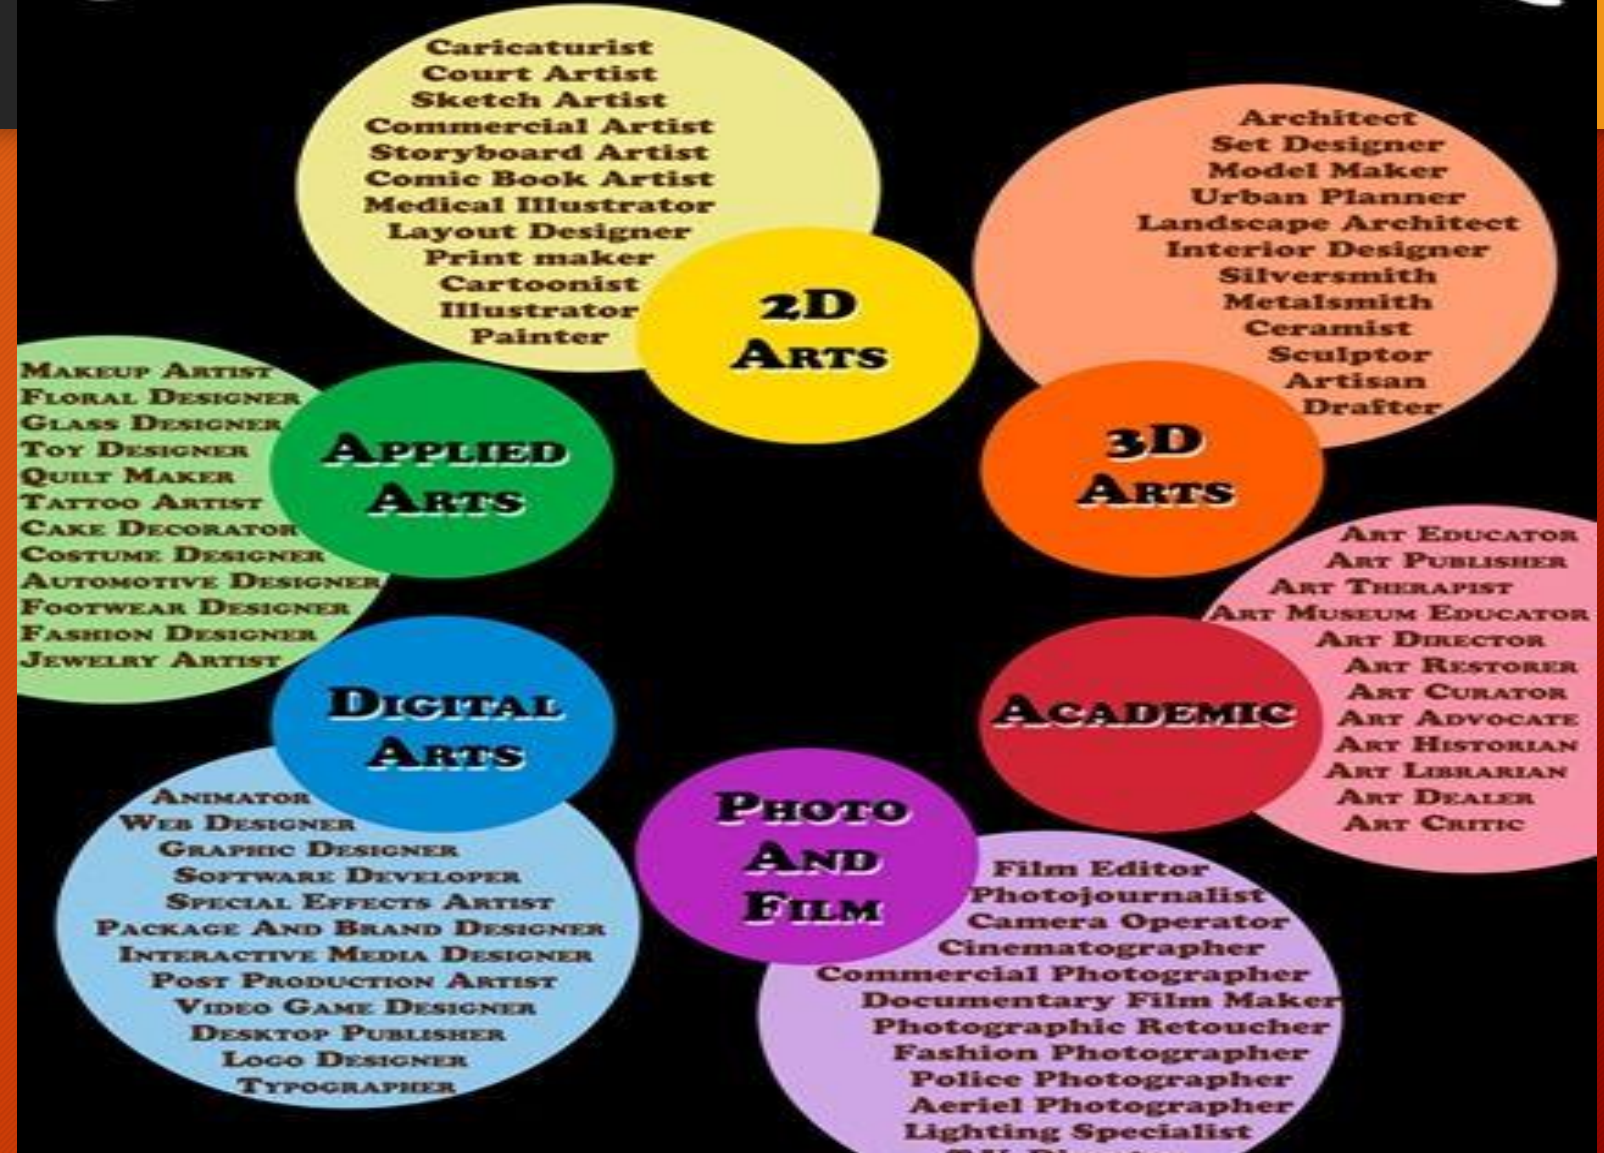 Caricaturist
Court Artist
Sketch Artist
Commercial Artist
Storyboard Artist
Comic Book Artist
Medical Illustrator
Layout Designer
Print maker
Cartoonist
Illustrator
Painter
2D
ARTS
Architect
Set Designer
Model Maker
Urban Planner
Landscape Architect
Interior Designer
Silversmith
Metalsmith
Ceramist
Sculptor
Artisan
Drafter
3D
ARTS
MAKEUP ARTIST
FLORAL DESIGNER
GLASS DESIGNER
TOY DESIGNER
QUILT MAKER
TATTOO ARTIST
CAKE DECORATOR
COSTUME DESIGNER
AUTOMOTIVE DESIGNER
FOOTWEAR DESIGNER
FASHION DESIGNER
JEWELRY ARTIST
APPLIED
ARTS
ART EDUCATOR
ART PUBLISHER
ART THERAPIST
ART MUSEUM EDUCATOR
ART DIRECTOR
ART RESTORER
ART CURATOR
ART ADVOCATE
ART HISTORIAN
ART LIBRARIAN
ART DEALER
ART CRITIC
ACADEMIC
DIGITAL
ARTS
ANIMATOR
WEB DESIGNER
GRAPHIC DESIGNER
SOFTWARE DEVELOPER
SPECIAL EFFECTS ARTIST
PACKAGE AND BRAND DESIGNER
INTERACTIVE MEDIA DESIGNER
POST PRODUCTION ARTIST
VIDEO GAME DESIGNER
DESKTOP PUBLISHER
LOGO DESIGNER
TYPOGRAPHER
PHOTO
AND
FILM
Film Editor
Photojournalist
Camera Operator
Cinematographer
Commercial Photographer
Documentary Film Maker
Photographic Retoucher
Fashion Photographer
Police Photographer
Aeriel Photographer
Lighting Specialist